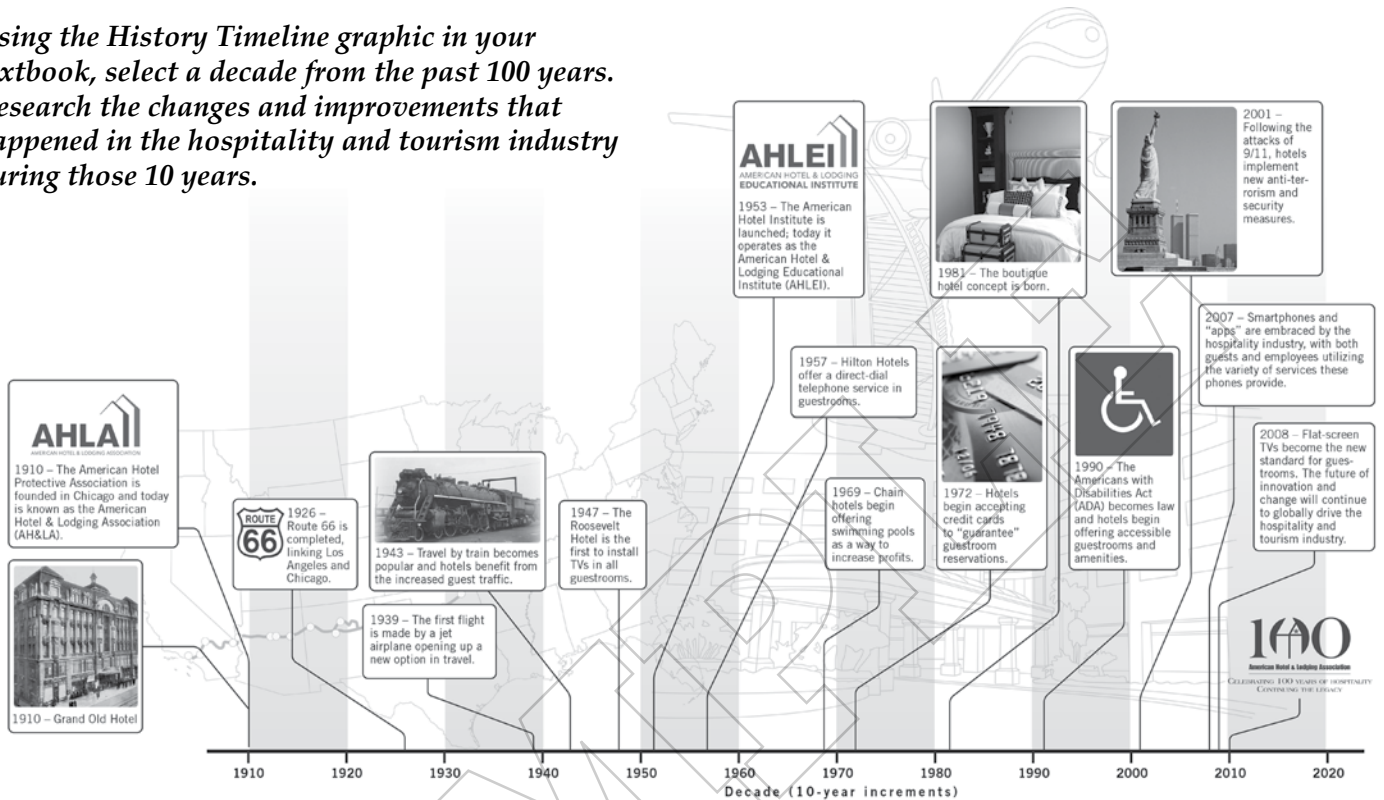 sing the History Timeline graphic in your
xtbook, select a decade from the past 100 years.
esearch the changes and improvements that
appened in the hospitality and tourism industry
uring those 10 years.
AHLA
AMERICAN HOTEL & LODGING ASSOCIATION
1910 – The American Hotel
Protective Association is
founded in Chicago and today
is known as the American
Hotel & Lodging Association
(AH&LA).
1910 – Grand Old Hotel
ROUTE
66
1926 –
Route 66 is
completed,
linking Los
Angeles and
Chicago.
1943 – Travel by train becomes
popular and hotels benefit from
the increased guest traffic.
1939 – The first flight
is made by a jet
airplane opening up a
new option in travel.
1947 – The
Roosevelt
Hotel is the
first to install
TVs in all
guestrooms.
AHLEI
AMERICAN HOTEL & LODGING
EDUCATIONAL INSTITUTE
1953 – The American
Hotel Institute is
launched; today it
operates as the
American Hotel &
Lodging Educational
Institute (AHLEI).
1957 – Hilton Hotels
offer a direct-dial
telephone service in
guestrooms.
1969 – Chain
hotels begin
offering
swimming pools
as a way to
increase profits.
1981 – The boutique
hotel concept is born.
1972 – Hotels
begin accepting
credit cards
to “guarantee”
guestroom
reservations.
1990 – The
Americans with
Disabilities Act
(ADA) becomes law
and hotels begin
offering accessible
guestrooms and
amenities.
2001 –
Following the
attacks of
9/11, hotels
implement
new anti-ter-
rorism and
security
measures.
2007 – Smartphones and
“apps” are embraced by the
hospitality industry, with both
guests and employees utilizing
the variety of services these
phones provide.
2008 – Flat-screen
TVs become the new
standard for gues-
trooms. The future of
innovation and
change will continue
to globally drive the
hospitality and
tourism industry.
100
American Hotel & Lodging Association
CELEBRATING 100 YEARS OF HOSPITALITY
CONTINUING THE LEGACY
1910 1920 1930 1940 1950 1960 1970 1980 1990 2000 2010 2020
Decade (10-year increments)